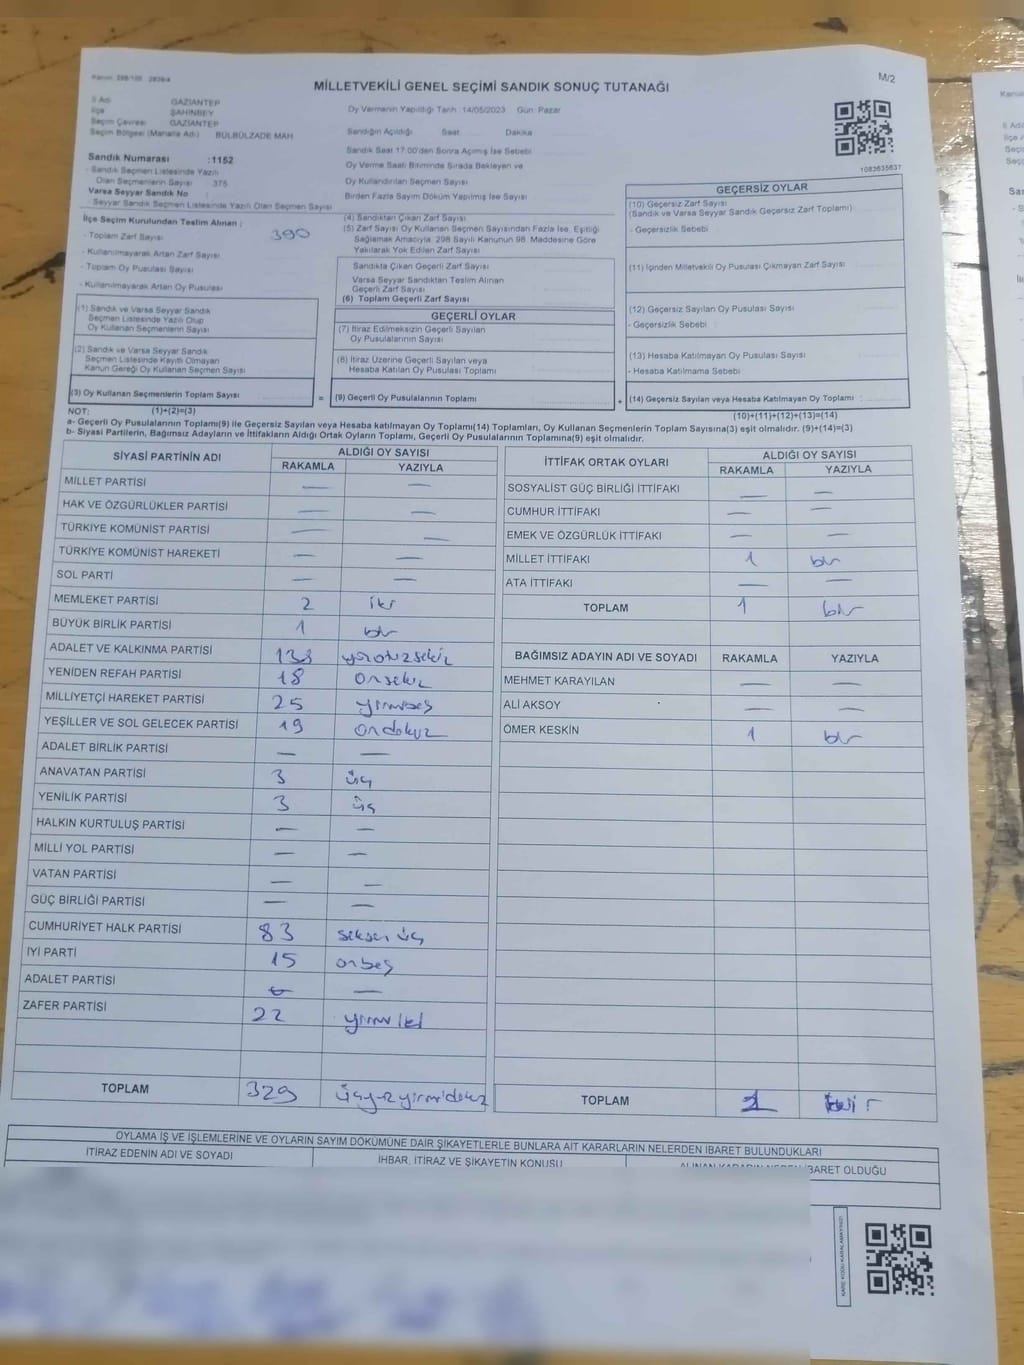 MİLLETVEKİLİ GENEL SEÇİMİ SANDIK SONUÇ TUTANAĞI
M/2
İl Adı GAZİANTEP
İlçe ŞAHİNBEY
Seçim Çevresi GAZİANTEP
Seçim Bölgesi (Mahalle Adı) BÜLBÜLZADE MAH
Sandık Numarası :1152
- Sandık Seçmen Listesinde Yazılı
Olan Seçmenlerin Sayısı 375
Varsa Seyyar Sandık No
- Seyyar Sandık Seçmen Listesinde Yazılı Olan Seçmen Sayısı
Oy Vermenin Yapıldığı Tarih :14/05/2023 Gün: Pazar
Sandığın Açıldığı Saat Dakika
Sandık Saat 17:00'den Sonra Açılmış İse Sebebi
Oy Verme Saati Bitiminde Sırada Bekleyen ve
Oy Kullandırılan Seçmen Sayısı
Birden Fazla Sayım Döküm Yapılmış İse Sayısı
1083635637
İlçe Seçim Kurulundan Teslim Alınan :
- Toplam Zarf Sayısı 390
- Kullanılmayarak Artan Zarf Sayısı
- Toplam Oy Pusulası Sayısı
- Kullanılmayarak Artan Oy Pusulası
(1) Sandık ve Varsa Seyyar Sandık
Seçmen Listesinde Yazılı Olup
Oy Kullanan Seçmenlerin Sayısı
(2) Sandık ve Varsa Seyyar Sandık
Seçmen Listesinde Kayıtlı Olmayan
Kanun Gereği Oy Kullanan Seçmen Sayısı
(3) Oy Kullanan Seçmenlerin Toplam Sayısı
(4) Sandıktan Çıkan Zarf Sayısı
(5) Zarf Sayısı Oy Kullanan Seçmen Sayısından Fazla İse, Eşitliği
Sağlamak Amacıyla, 298 Sayılı Kanunun 98. Maddesine Göre
Yakılarak Yok Edilen Zarf Sayısı
Sandıkta Çıkan Geçerli Zarf Sayısı
Varsa Seyyar Sandıktan Teslim Alınan
Geçerli Zarf Sayısı
(6) Toplam Geçerli Zarf Sayısı
GEÇERLİ OYLAR
(7) İtiraz Edilmeksizin Geçerli Sayılan
Oy Pusulalarının Sayısı
(8) İtiraz Üzerine Geçerli Sayılan veya
Hesaba Katılan Oy Pusulası Toplamı
= (9) Geçerli Oy Pusulalarının Toplamı +
GEÇERSİZ OYLAR
(10) Geçersiz Zarf Sayısı
(Sandık ve Varsa Seyyar Sandık Geçersiz Zarf Toplamı)
- Geçersizlik Sebebi
(11) İçinden Milletvekili Oy Pusulası Çıkmayan Zarf Sayısı
(12) Geçersiz Sayılan Oy Pusulası Sayısı
- Geçersizlik Sebebi
(13) Hesaba Katılmayan Oy Pusulası Sayısı
- Hesaba Katılmama Sebebi
(14) Geçersiz Sayılan veya Hesaba Katılmayan Oy Toplamı :
NOT: (1)+(2)=(3) (10)+(11)+(12)+(13)=(14)
a- Geçerli Oy Pusulasının Toplamı(9) ile Geçersiz Sayılan veya Hesaba katılmayan Oy Toplamı(14) Toplamları, Oy Kullanan Seçmenlerin Toplam Sayısına(3) eşit olmalıdır. (9)+(14)=(3)
b- Siyasi Partilerin, Bağımsız Adayların ve İttifakların Aldığı Ortak Oyların Toplamı, Geçerli Oy Pusulasının Toplamına(9) eşit olmalıdır.
SİYASİ PARTİNİN ADI ALDIĞI OY SAYISI
RAKAMLA YAZIYLA
MİLLET PARTİSİ — —
HAK VE ÖZGÜRLÜKLER PARTİSİ — —
TÜRKİYE KOMÜNİST PARTİSİ — —
TÜRKİYE KOMÜNİST HAREKETİ — —
SOL PARTİ — —
MEMLEKET PARTİSİ 2 iki
BÜYÜK BİRLİK PARTİSİ 1 bir
ADALET VE KALKINMA PARTİSİ 138 yüzotuzsekiz
YENİDEN REFAH PARTİSİ 18 onsekiz
MİLLİYETÇİ HAREKET PARTİSİ 25 yirmibeş
YEŞİLLER VE SOL GELECEK PARTİSİ 19 ondokuz
ADALET BİRLİK PARTİSİ — —
ANAVATAN PARTİSİ 3 üç
YENİLİK PARTİSİ 3 üç
HALKIN KURTULUŞ PARTİSİ — —
MİLLİ YOL PARTİSİ — —
VATAN PARTİSİ — —
GÜÇ BİRLİĞİ PARTİSİ — —
CUMHURİYET HALK PARTİSİ 83 seksen üç
İYİ PARTİ 15 onbeş
ADALET PARTİSİ — —
ZAFER PARTİSİ 22 yirmi iki
TOPLAM 329 üçyüzyirmidokuz
İTTİFAK ORTAK OYLARI ALDIĞI OY SAYISI
RAKAMLA YAZIYLA
SOSYALİST GÜÇ BİRLİĞİ İTTİFAKI — —
CUMHUR İTTİFAKI — —
EMEK VE ÖZGÜRLÜK İTTİFAKI — —
MİLLET İTTİFAKI 1 bir
ATA İTTİFAKI — —
TOPLAM 1 bir
BAĞIMSIZ ADAYIN ADI VE SOYADI RAKAMLA YAZIYLA
MEHMET KARAYILAN — —
ALİ AKSOY — —
ÖMER KESKİN 1 bir
TOPLAM 1 bir
OYLAMA İŞ VE İŞLEMLERİNE VE OYLARIN SAYIM DÖKÜMÜNE DAİR ŞİKAYETLERLE BUNLARA AİT KARARLARIN NELERDEN İBARET BULUNDUKLARI
İTİRAZ EDENİN ADI VE SOYADI İHBAR, İTİRAZ VE ŞİKAYETİN KONUSU ALINAN KARARIN NEDEN İBARET OLDUĞU